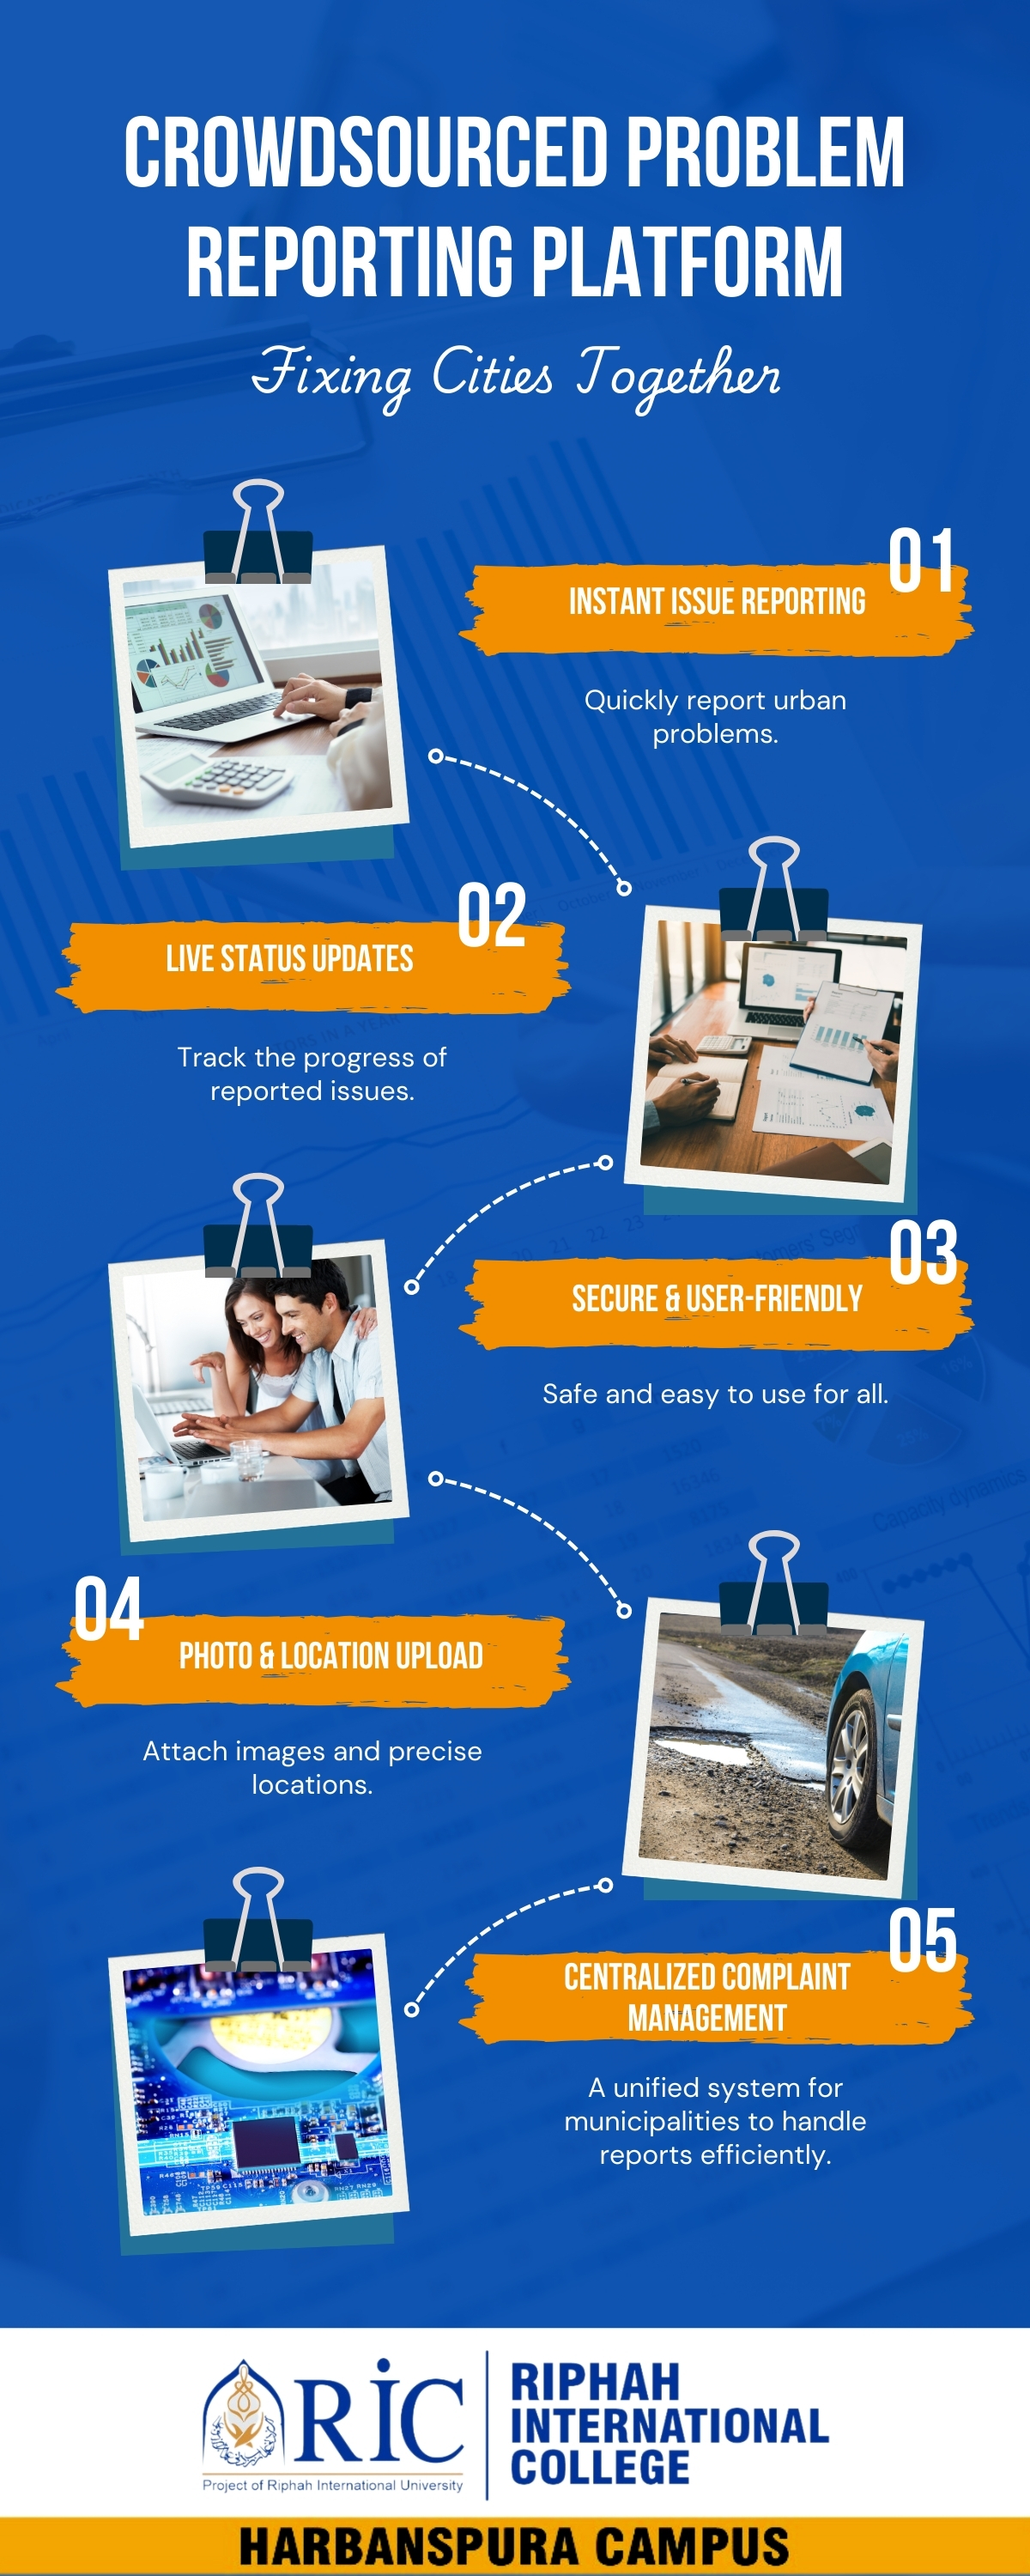 CROWDSOURCED PROBLEM
REPORTING PLATFORM
Fixing Cities Together
01
INSTANT ISSUE REPORTING
Quickly report urban
problems.
02
LIVE STATUS UPDATES
Track the progress of
reported issues.
03
SECURE & USER-FRIENDLY
Safe and easy to use for all.
04
PHOTO & LOCATION UPLOAD
Attach images and precise
locations.
05
CENTRALIZED COMPLAINT
MANAGEMENT
A unified system for
municipalities to handle
reports efficiently.
RIC
Project of Riphah International University
RIPHAH
INTERNATIONAL
COLLEGE
HARBANSPURA CAMPUS